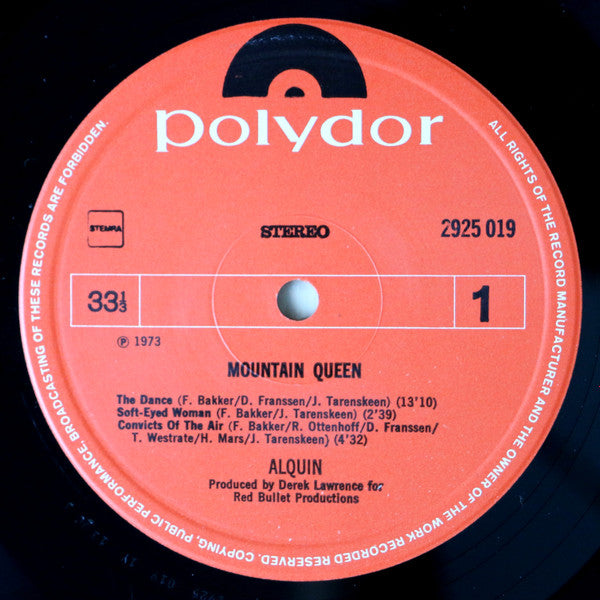 polydor
STEMRA
STEREO
2925 019
33⅓
1
℗ 1973
MOUNTAIN QUEEN
The Dance (F. Bakker/D. Franssen/J. Tarenskeen) (13'10)
Soft-Eyed Woman (F. Bakker/J. Tarenskeen) (2'39)
Convicts Of The Air (F. Bakker/R. Ottenhoff/D. Franssen/
T. Westrate/H. Mars/J. Tarenskeen) (4'32)
ALQUIN
Produced by Derek Lawrence for
Red Bullet Productions
ALL RIGHTS OF THE RECORD MANUFACTURER AND THE OWNER OF THE WORK RECORDED RESERVED. COPYING, PUBLIC PERFORMANCE, BROADCASTING OF THESE RECORDS ARE FORBIDDEN.